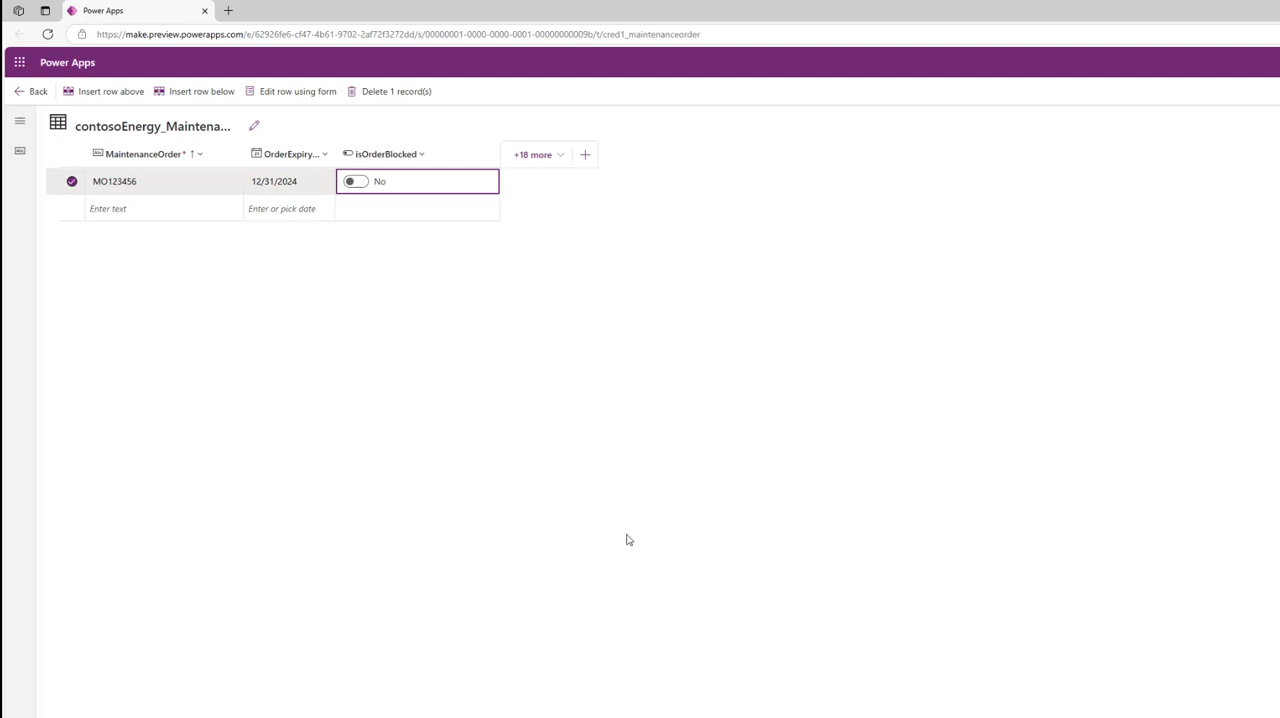 Power Apps
https://make.preview.powerapps.com/e/62926fe6-cf47-4b61-9702-2af72f3272dd/s/00000001-0000-0000-0001-00000000009b/t/cred1_maintenanceorder
Power Apps
Back Insert row above Insert row below Edit row using form Delete 1 record(s)
contosoEnergy_Maintena...
MaintenanceOrder* OrderExpiry... isOrderBlocked +18 more
MO123456 12/31/2024 No
Enter text Enter or pick date